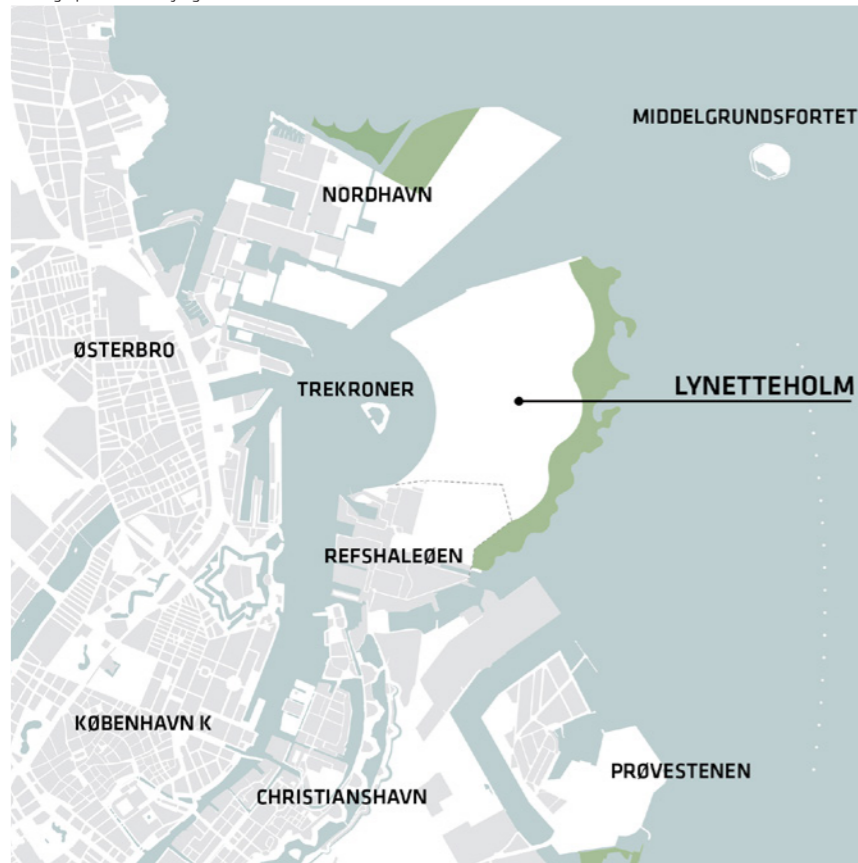 MIDDELGRUNDSFORTET
NORDHAVN
ØSTERBRO
TREKRONER
LYNETTEHOLM
REFSHALEØEN
KØBENHAVN K
PRØVESTENEN
CHRISTIANSHAVN